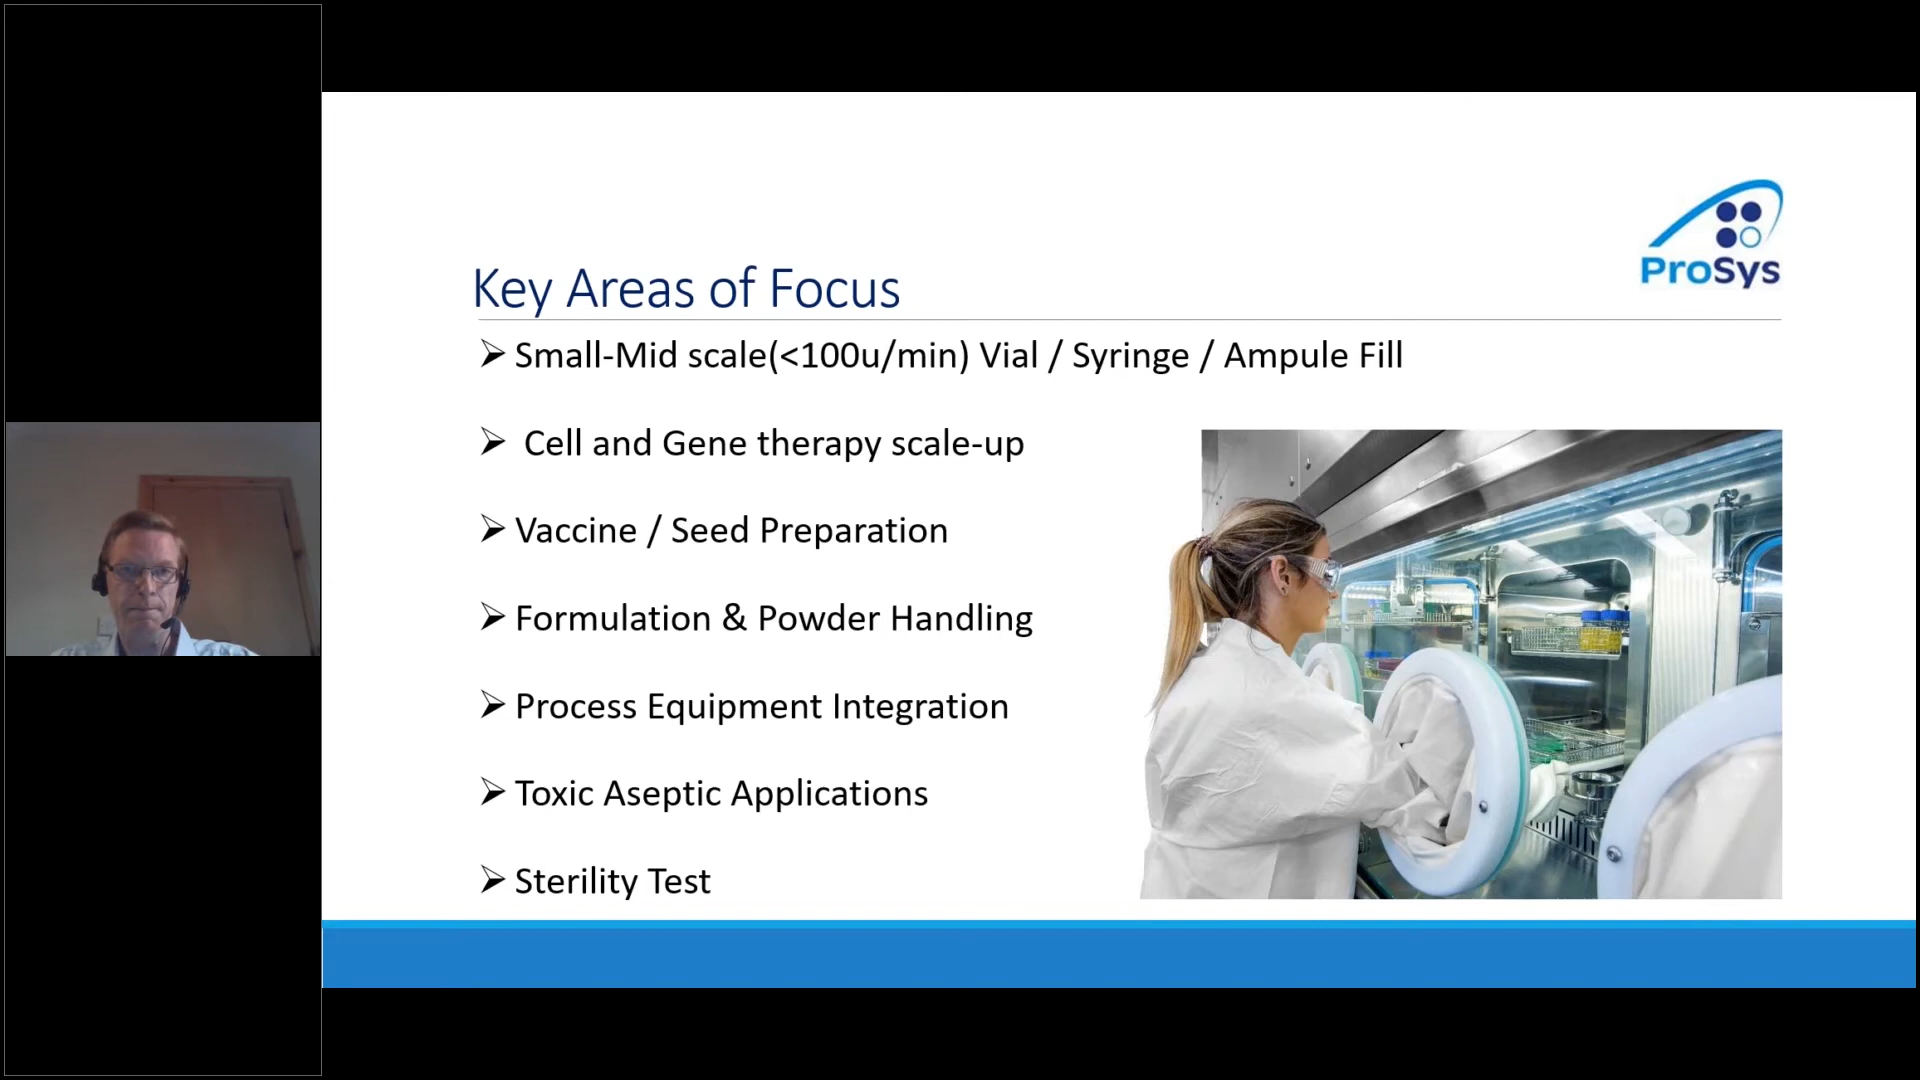 ProSys
Key Areas of Focus
Small-Mid scale(<100u/min) Vial / Syringe / Ampule Fill
Cell and Gene therapy scale-up
Vaccine / Seed Preparation
Formulation & Powder Handling
Process Equipment Integration
Toxic Aseptic Applications
Sterility Test